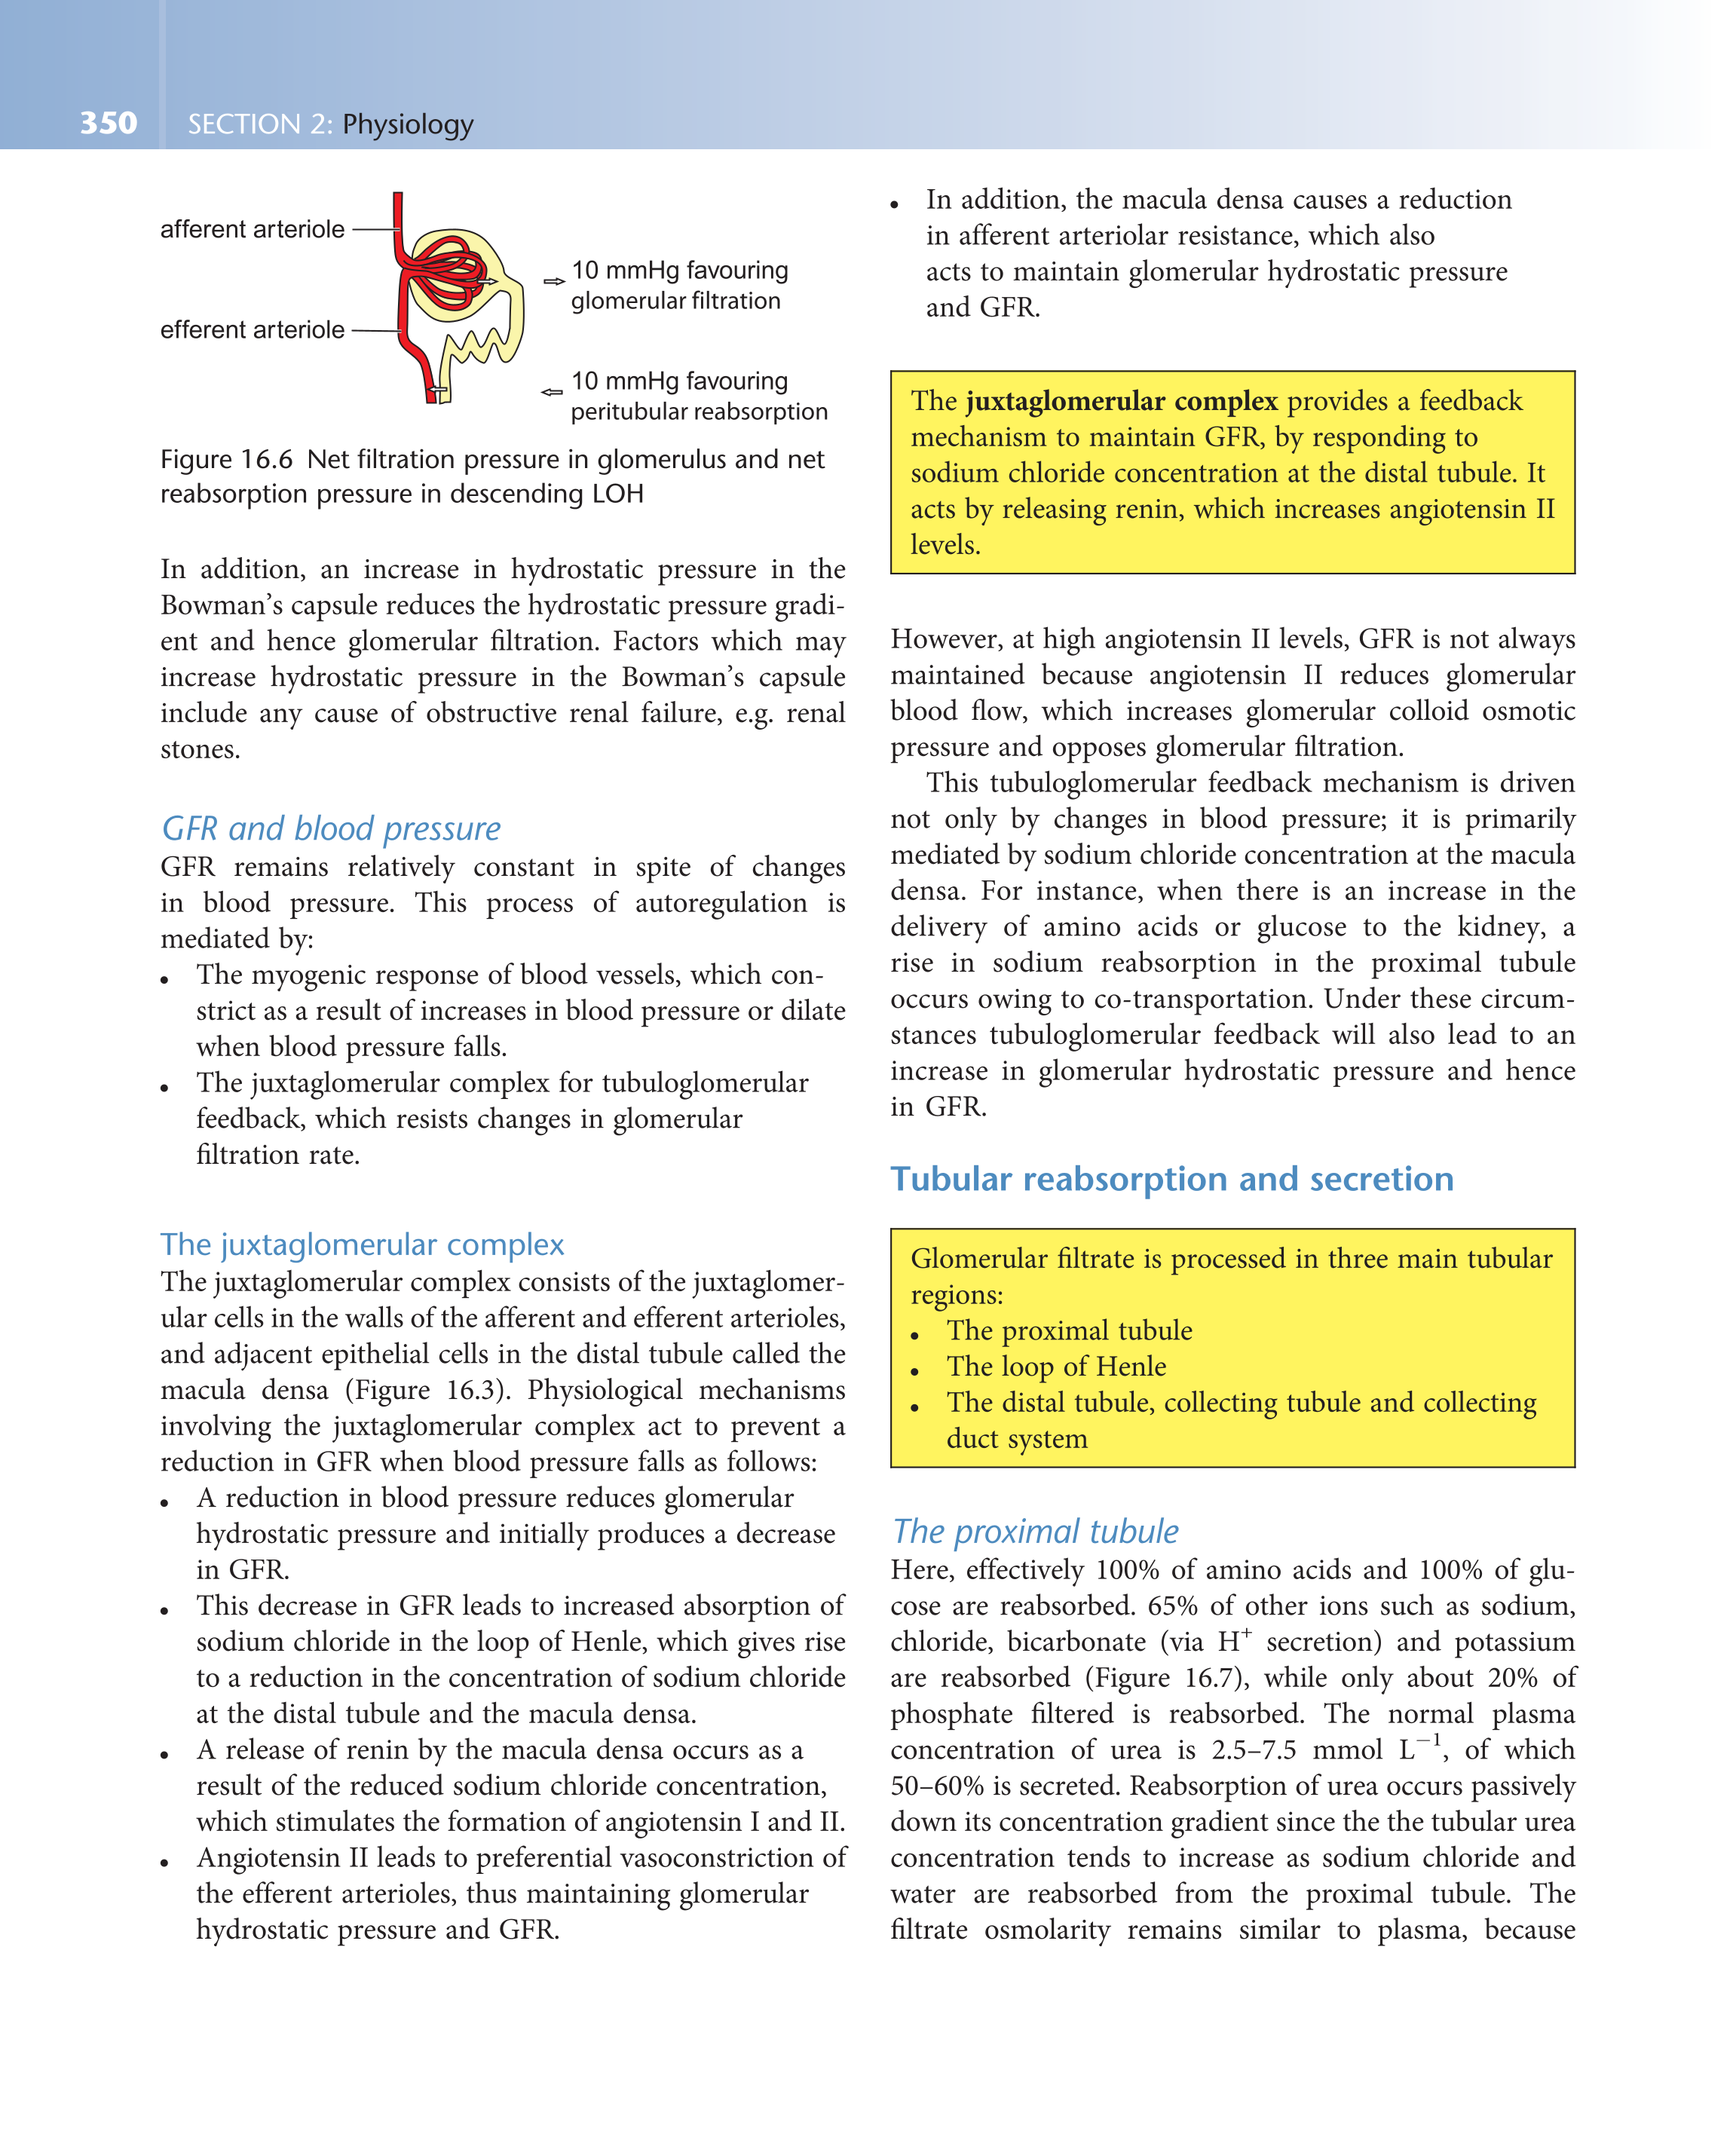 350 SECTION 2: Physiology
afferent arteriole
efferent arteriole
10 mmHg favouring
glomerular filtration
10 mmHg favouring
peritubular reabsorption
Figure 16.6 Net filtration pressure in glomerulus and net
reabsorption pressure in descending LOH
In addition, an increase in hydrostatic pressure in the
Bowman's capsule reduces the hydrostatic pressure gradi-
ent and hence glomerular filtration. Factors which may
increase hydrostatic pressure in the Bowman's capsule
include any cause of obstructive renal failure, e.g. renal
stones.
GFR and blood pressure
GFR remains relatively constant in spite of changes
in blood pressure. This process of autoregulation is
mediated by:
• The myogenic response of blood vessels, which con-
strict as a result of increases in blood pressure or dilate
when blood pressure falls.
• The juxtaglomerular complex for tubuloglomerular
feedback, which resists changes in glomerular
filtration rate.
The juxtaglomerular complex
The juxtaglomerular complex consists of the juxtaglomer-
ular cells in the walls of the afferent and efferent arterioles,
and adjacent epithelial cells in the distal tubule called the
macula densa (Figure 16.3). Physiological mechanisms
involving the juxtaglomerular complex act to prevent a
reduction in GFR when blood pressure falls as follows:
• A reduction in blood pressure reduces glomerular
hydrostatic pressure and initially produces a decrease
in GFR.
• This decrease in GFR leads to increased absorption of
sodium chloride in the loop of Henle, which gives rise
to a reduction in the concentration of sodium chloride
at the distal tubule and the macula densa.
• A release of renin by the macula densa occurs as a
result of the reduced sodium chloride concentration,
which stimulates the formation of angiotensin I and II.
• Angiotensin II leads to preferential vasoconstriction of
the efferent arterioles, thus maintaining glomerular
hydrostatic pressure and GFR.
• In addition, the macula densa causes a reduction
in afferent arteriolar resistance, which also
acts to maintain glomerular hydrostatic pressure
and GFR.
The juxtaglomerular complex provides a feedback
mechanism to maintain GFR, by responding to
sodium chloride concentration at the distal tubule. It
acts by releasing renin, which increases angiotensin II
levels.
However, at high angiotensin II levels, GFR is not always
maintained because angiotensin II reduces glomerular
blood flow, which increases glomerular colloid osmotic
pressure and opposes glomerular filtration.
This tubuloglomerular feedback mechanism is driven
not only by changes in blood pressure; it is primarily
mediated by sodium chloride concentration at the macula
densa. For instance, when there is an increase in the
delivery of amino acids or glucose to the kidney, a
rise in sodium reabsorption in the proximal tubule
occurs owing to co-transportation. Under these circum-
stances tubuloglomerular feedback will also lead to an
increase in glomerular hydrostatic pressure and hence
in GFR.
Tubular reabsorption and secretion
Glomerular filtrate is processed in three main tubular
regions:
• The proximal tubule
• The loop of Henle
• The distal tubule, collecting tubule and collecting
duct system
The proximal tubule
Here, effectively 100% of amino acids and 100% of glu-
cose are reabsorbed. 65% of other ions such as sodium,
chloride, bicarbonate (via H⁺ secretion) and potassium
are reabsorbed (Figure 16.7), while only about 20% of
phosphate filtered is reabsorbed. The normal plasma
concentration of urea is 2.5–7.5 mmol L⁻¹, of which
50–60% is secreted. Reabsorption of urea occurs passively
down its concentration gradient since the the tubular urea
concentration tends to increase as sodium chloride and
water are reabsorbed from the proximal tubule. The
filtrate osmolarity remains similar to plasma, because